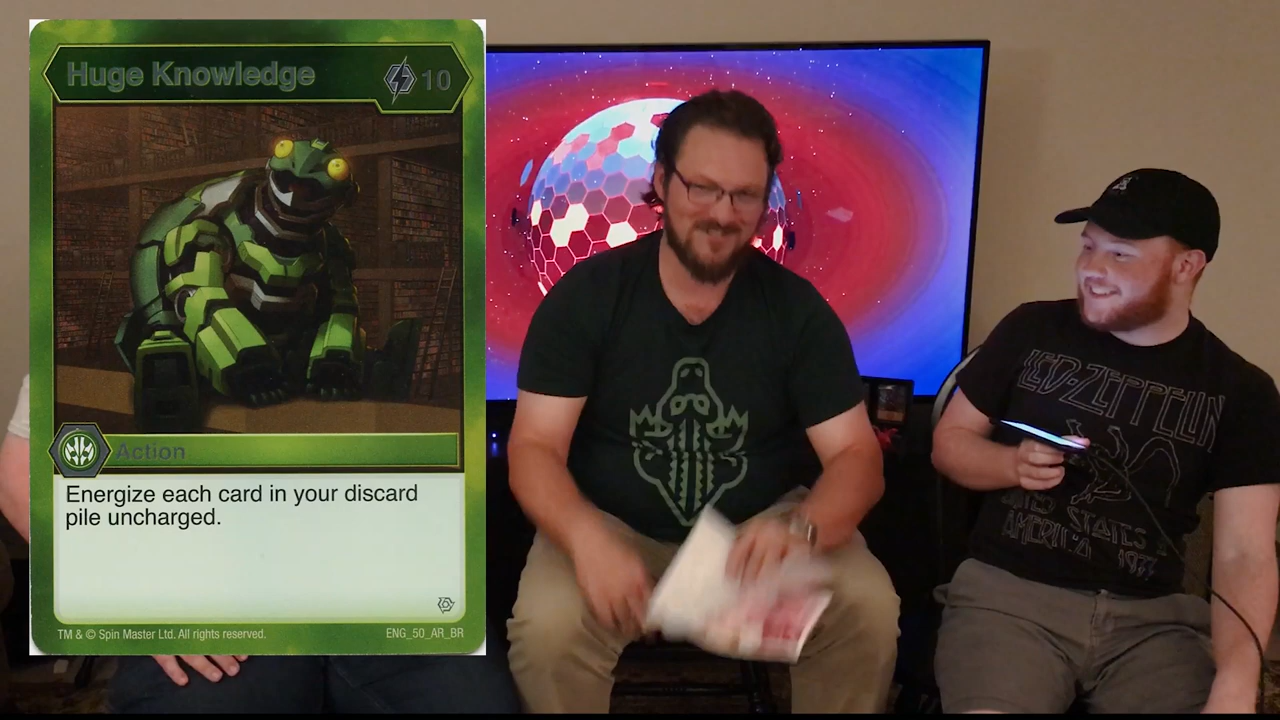 Huge Knowledge
10
Action
Energize each card in your discard
pile uncharged.
TM & © Spin Master Ltd. All rights reserved.
ENG_50_AR_BR
LED-ZEPPELIN
UNITED STATES OF
AMERICA 1977